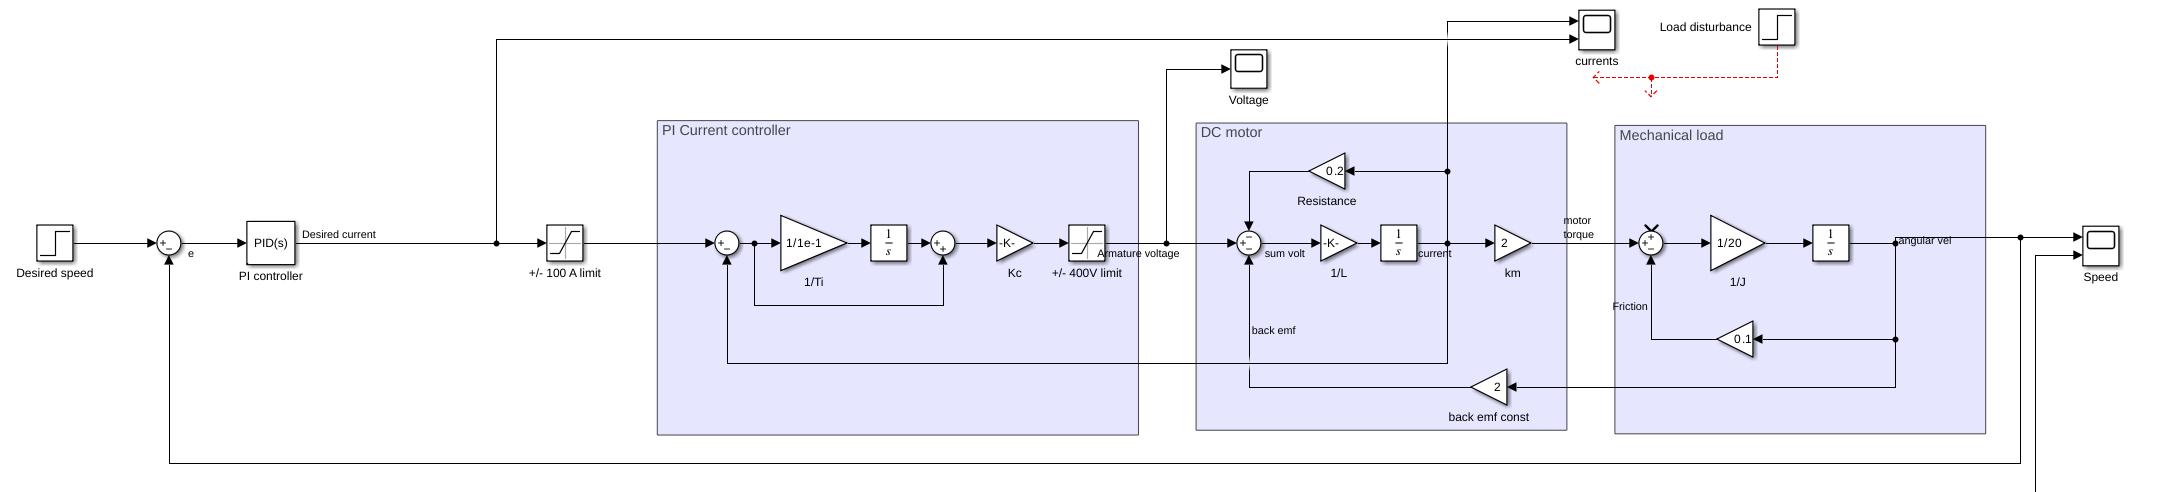 Load disturbance
currents
Voltage
PI Current controller
DC motor
Mechanical load
0.2
Resistance
Desired speed
+
−
e
PID(s)
PI controller
Desired current
+/- 100 A limit
+
−
1/1e-1
1/Ti
1
s
+
+
-K-
Kc
+/- 400V limit
Armature voltage
−
+
−
sum volt
-K-
1/L
1
s
current
2
km
motor
torque
+
+
−
1/20
1/J
1
s
angular vel
Speed
Friction
0.1
back emf
2
back emf const